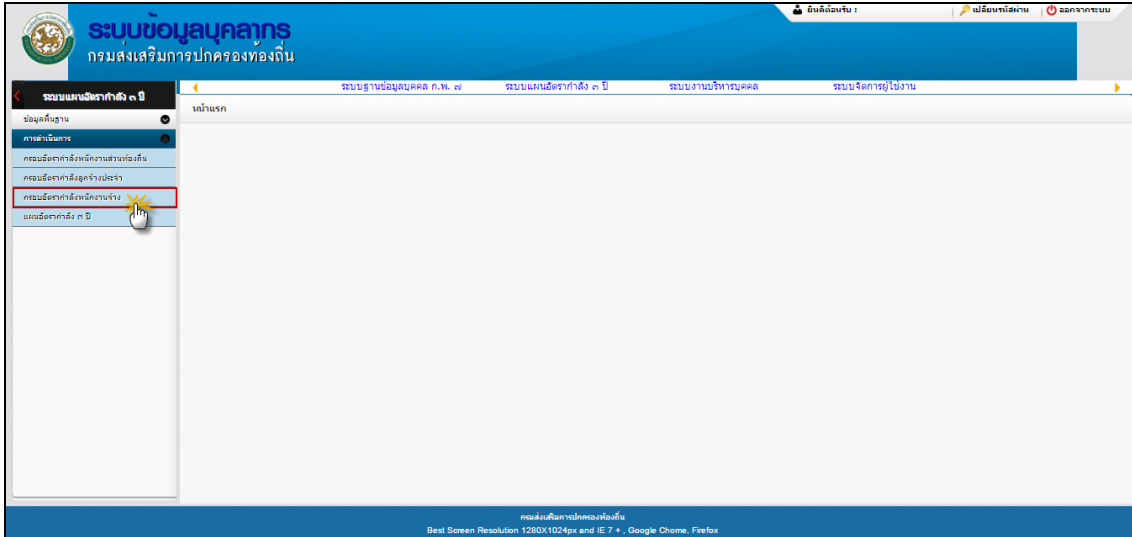 ระบบข้อมูลบุคลากร
กรมส่งเสริมการปกครองท้องถิ่น
ยินดีต้อนรับ :
เปลี่ยนรหัสผ่าน
ออกจากระบบ
ระบบแผนอัตรากำลัง ๓ ปี
ระบบฐานข้อมูลบุคคล ก.พ. ๗
ระบบแผนอัตรากำลัง ๓ ปี
ระบบงานบริหารบุคคล
ระบบจัดการผู้ใช้งาน
หน้าแรก
ข้อมูลพื้นฐาน
การดำเนินการ
กรอบอัตรากำลังพนักงานส่วนท้องถิ่น
กรอบอัตรากำลังลูกจ้างประจำ
กรอบอัตรากำลังพนักงานจ้าง
แผนอัตรากำลัง ๓ ปี
กรมส่งเสริมการปกครองท้องถิ่น
Best Screen Resolution 1280X1024px and IE 7 + , Google Chome, Firefox